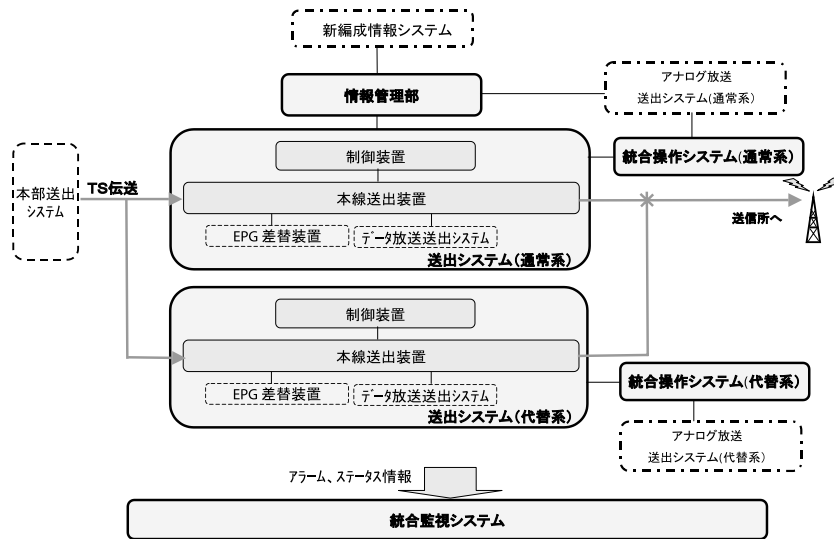 新編成情報システム
情報管理部
アナログ放送
送出システム(通常系)
制御装置
統合操作システム(通常系)
本部送出
システム
TS伝送
本線送出装置
送信所へ
EPG 差替装置
データ放送送出システム
送出システム(通常系)
制御装置
本線送出装置
統合操作システム(代替系)
EPG 差替装置
データ放送送出システム
送出システム(代替系)
アナログ放送
送出システム(代替系)
アラーム、ステータス情報
統合監視システム